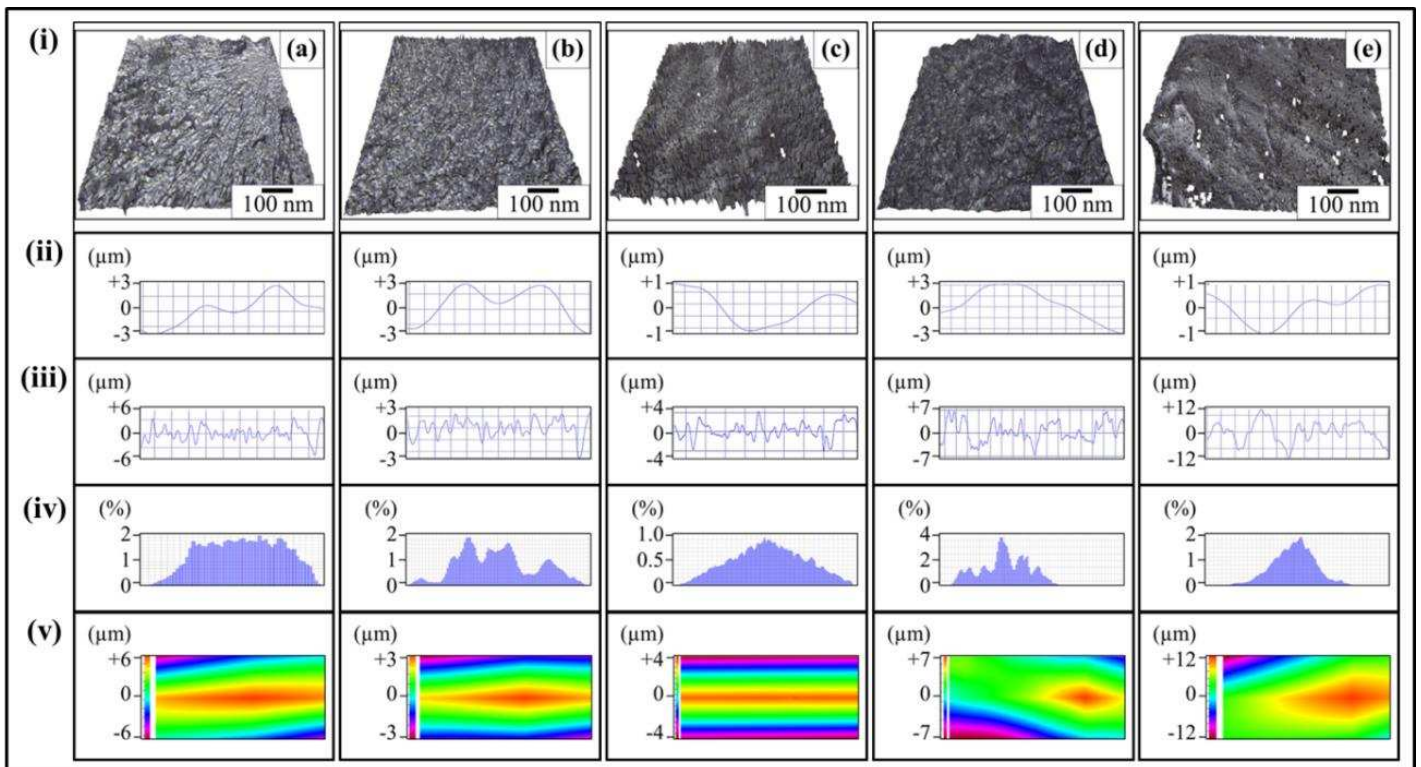 (i) (a) (b) (c) (d) (e)
100 nm 100 nm 100 nm 100 nm 100 nm
(ii) (µm) (µm) (µm) (µm) (µm)
+3 +3 +1 +3 +1
0 0 0 0 0
-3 -3 -1 -3 -1
(iii) (µm) (µm) (µm) (µm) (µm)
+6 +3 +4 +7 +12
0 0 0 0 0
-6 -3 -4 -7 -12
(iv) (%) (%) (%) (%) (%)
2 2 1.0 4 2
1 1 0.5 2 1
0 0 0 0 0
(v) (µm) (µm) (µm) (µm) (µm)
+6 +3 +4 +7 +12
0 0 0 0 0
-6 -3 -4 -7 -12